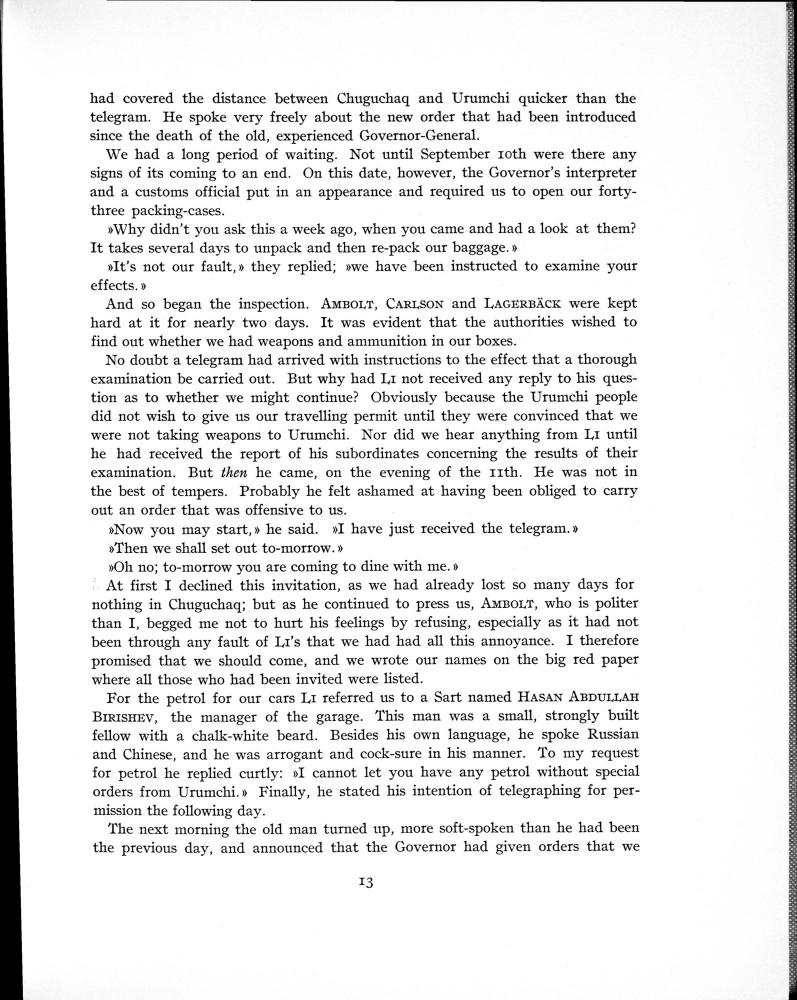 had covered the distance between Chuguchaq and Urumchi quicker than the
telegram. He spoke very freely about the new order that had been introduced
since the death of the old, experienced Governor-General.
We had a long period of waiting. Not until September 10th were there any
signs of its coming to an end. On this date, however, the Governor's interpreter
and a customs official put in an appearance and required us to open our forty-
three packing-cases.
»Why didn't you ask this a week ago, when you came and had a look at them?
It takes several days to unpack and then re-pack our baggage.»
»It's not our fault,» they replied; »we have been instructed to examine your
effects.»
And so began the inspection. AMBOLT, CARLSON and LAGERBÄCK were kept
hard at it for nearly two days. It was evident that the authorities wished to
find out whether we had weapons and ammunition in our boxes.
No doubt a telegram had arrived with instructions to the effect that a thorough
examination be carried out. But why had LI not received any reply to his ques-
tion as to whether we might continue? Obviously because the Urumchi people
did not wish to give us our travelling permit until they were convinced that we
were not taking weapons to Urumchi. Nor did we hear anything from LI until
he had received the report of his subordinates concerning the results of their
examination. But then he came, on the evening of the 11th. He was not in
the best of tempers. Probably he felt ashamed at having been obliged to carry
out an order that was offensive to us.
»Now you may start,» he said. »I have just received the telegram.»
»Then we shall set out to-morrow.»
»Oh no; to-morrow you are coming to dine with me.»
At first I declined this invitation, as we had already lost so many days for
nothing in Chuguchaq; but as he continued to press us, AMBOLT, who is politer
than I, begged me not to hurt his feelings by refusing, especially as it had not
been through any fault of LI's that we had had all this annoyance. I therefore
promised that we should come, and we wrote our names on the big red paper
where all those who had been invited were listed.
For the petrol for our cars LI referred us to a Sart named HASAN ABDULLAH
BIRISHEV, the manager of the garage. This man was a small, strongly built
fellow with a chalk-white beard. Besides his own language, he spoke Russian
and Chinese, and he was arrogant and cock-sure in his manner. To my request
for petrol he replied curtly: »I cannot let you have any petrol without special
orders from Urumchi.» Finally, he stated his intention of telegraphing for per-
mission the following day.
The next morning the old man turned up, more soft-spoken than he had been
the previous day, and announced that the Governor had given orders that we
13